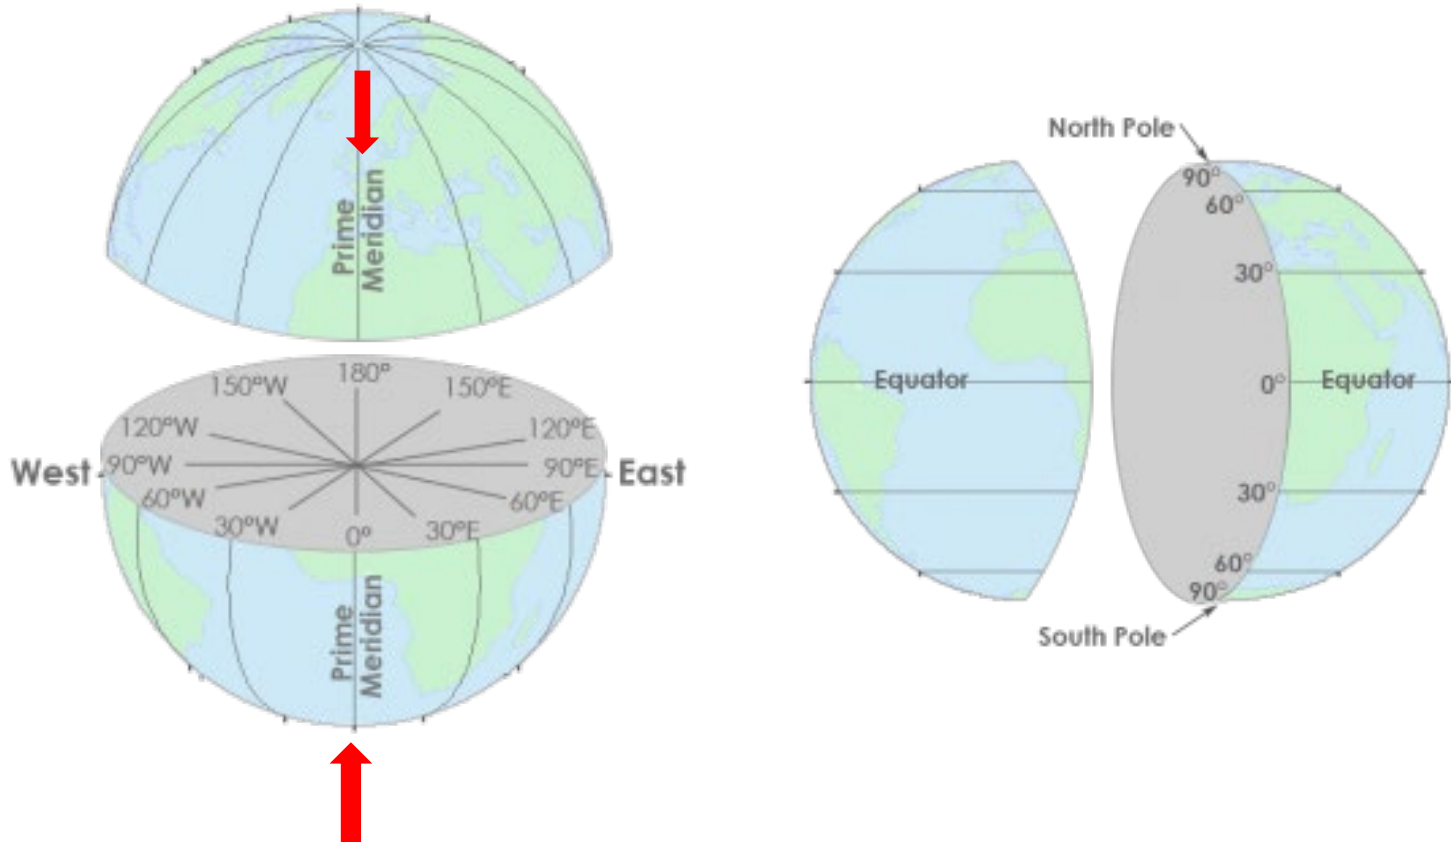 Prime
Meridian
180°
150°W
150°E
120°W
120°E
West
90°W
90°E
East
60°W
60°E
30°W
30°E
0°
Prime
Meridian
North Pole
90°
60°
30°
Equator
0°
Equator
30°
60°
90°
South Pole